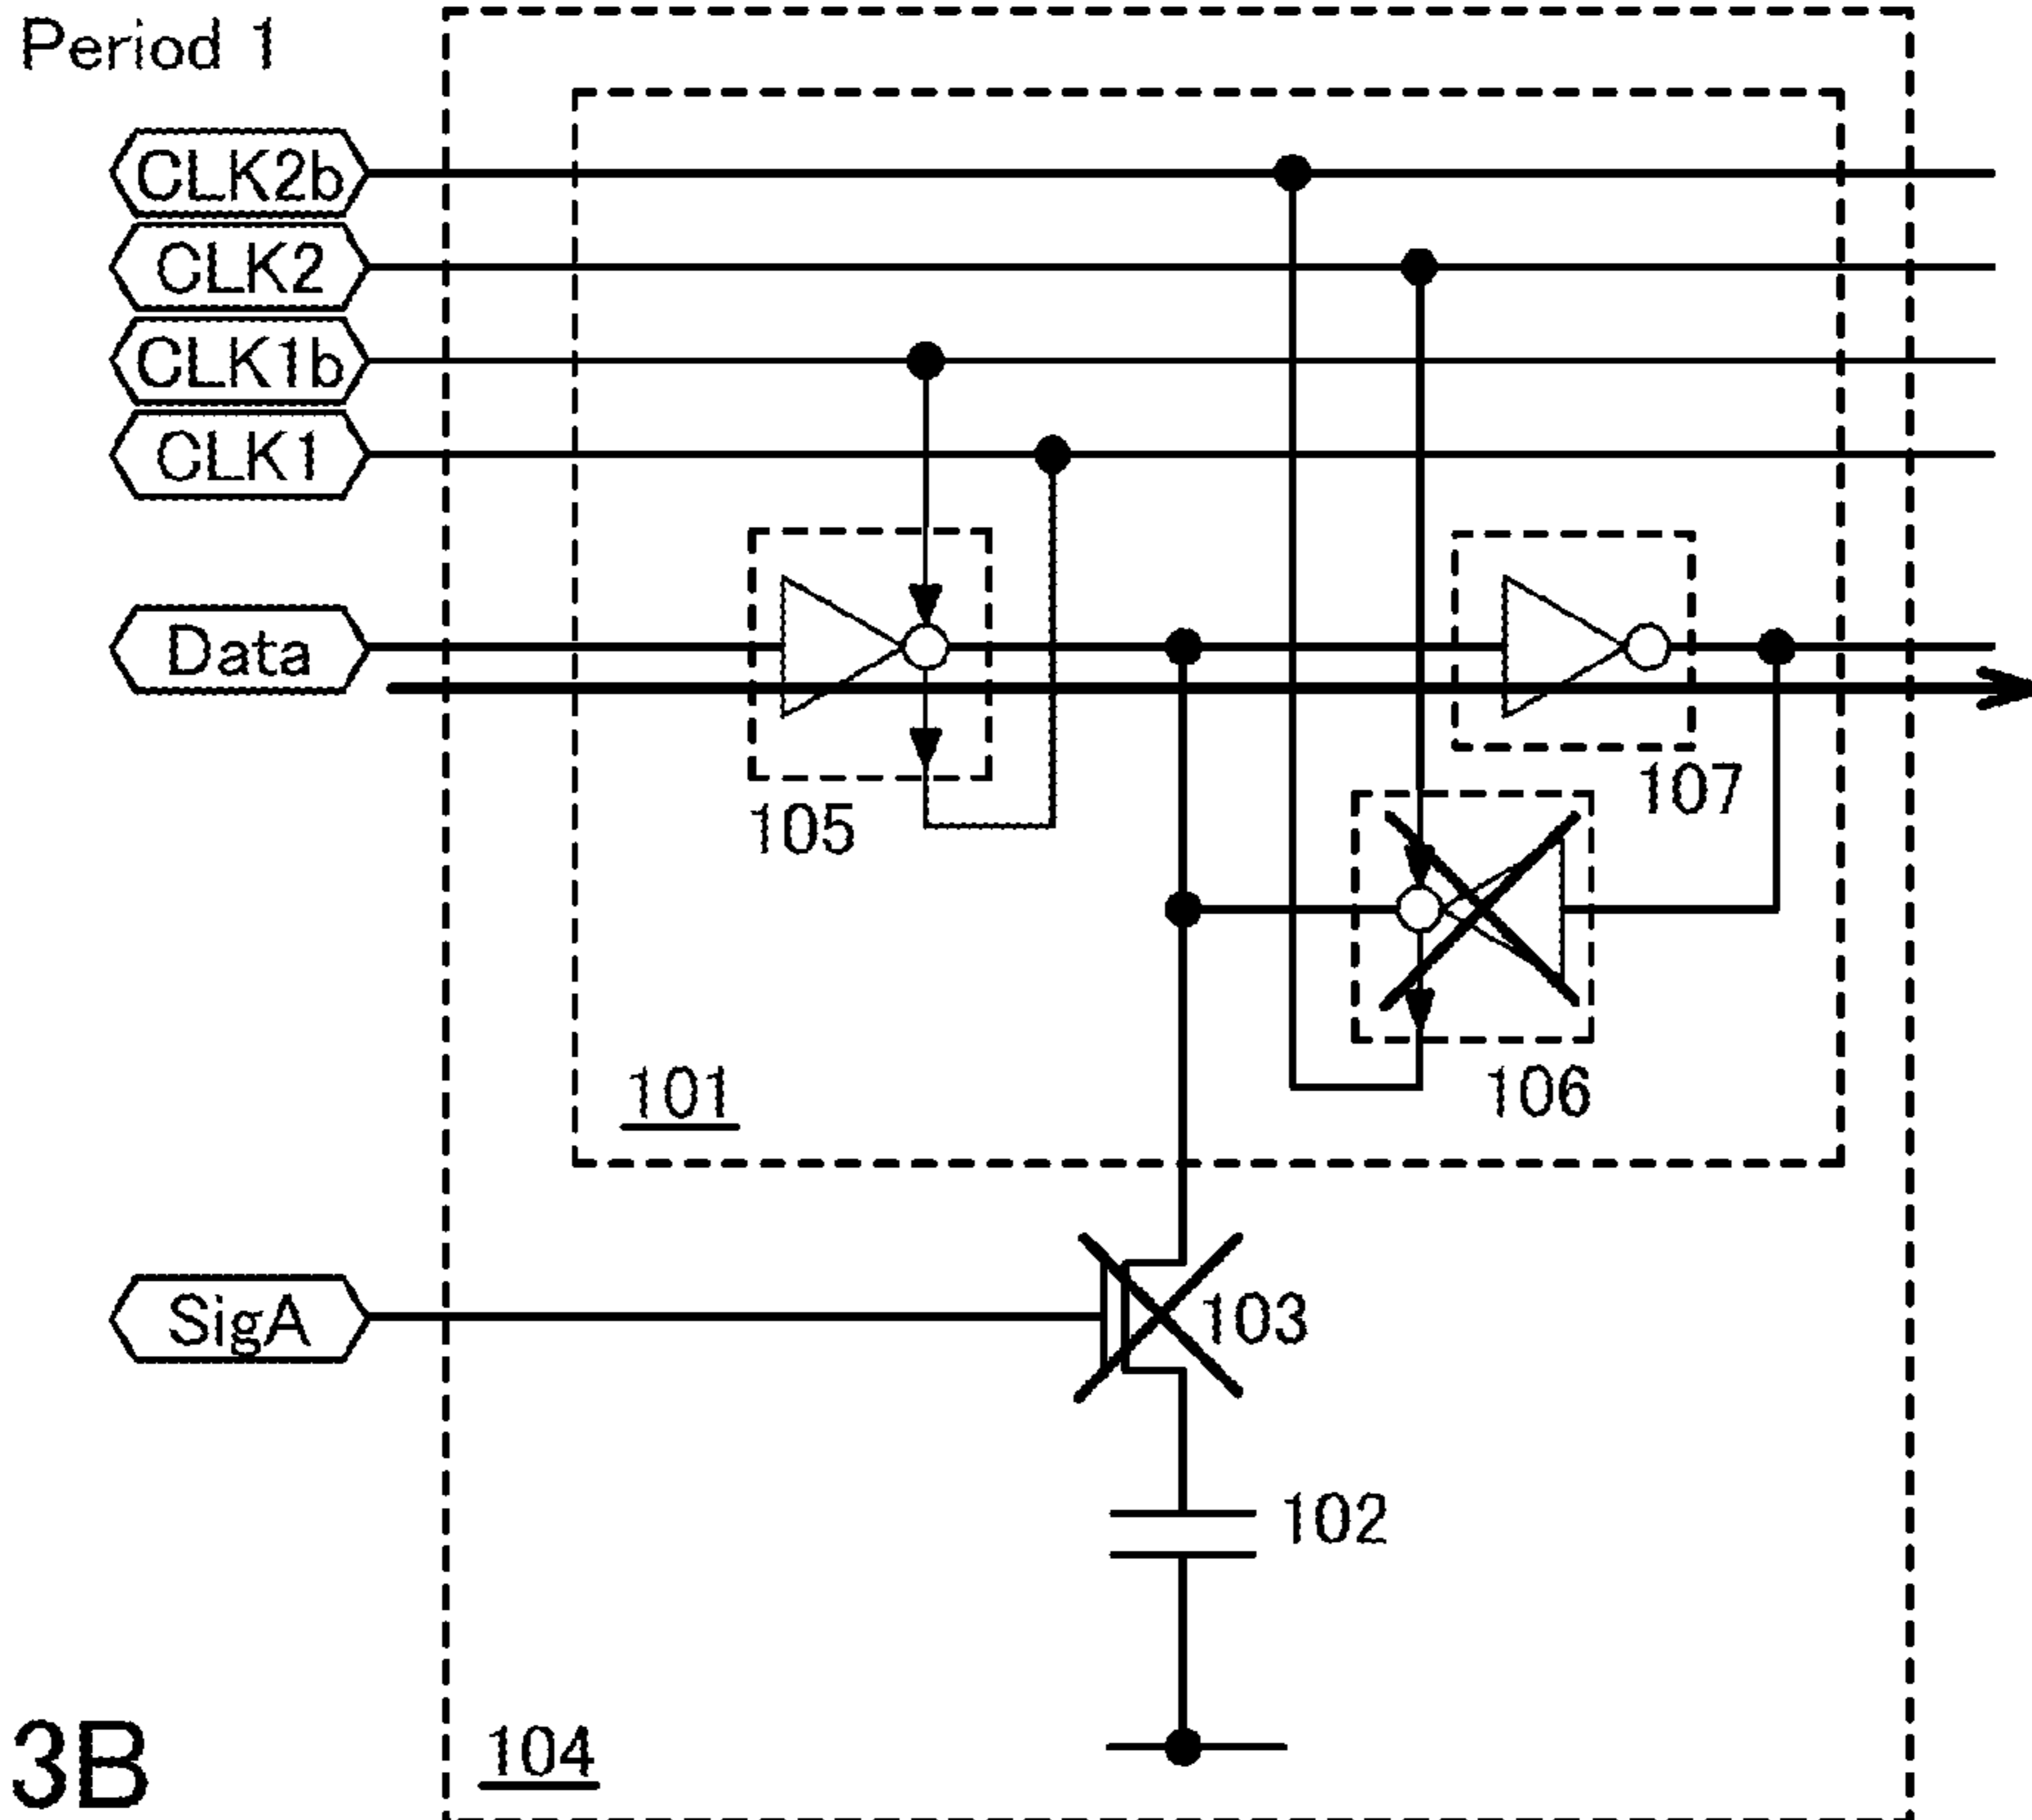 Period 1
CLK2b
CLK2
CLK1b
CLK1
Data
105
107
106
101
SigA
103
102
104
3B